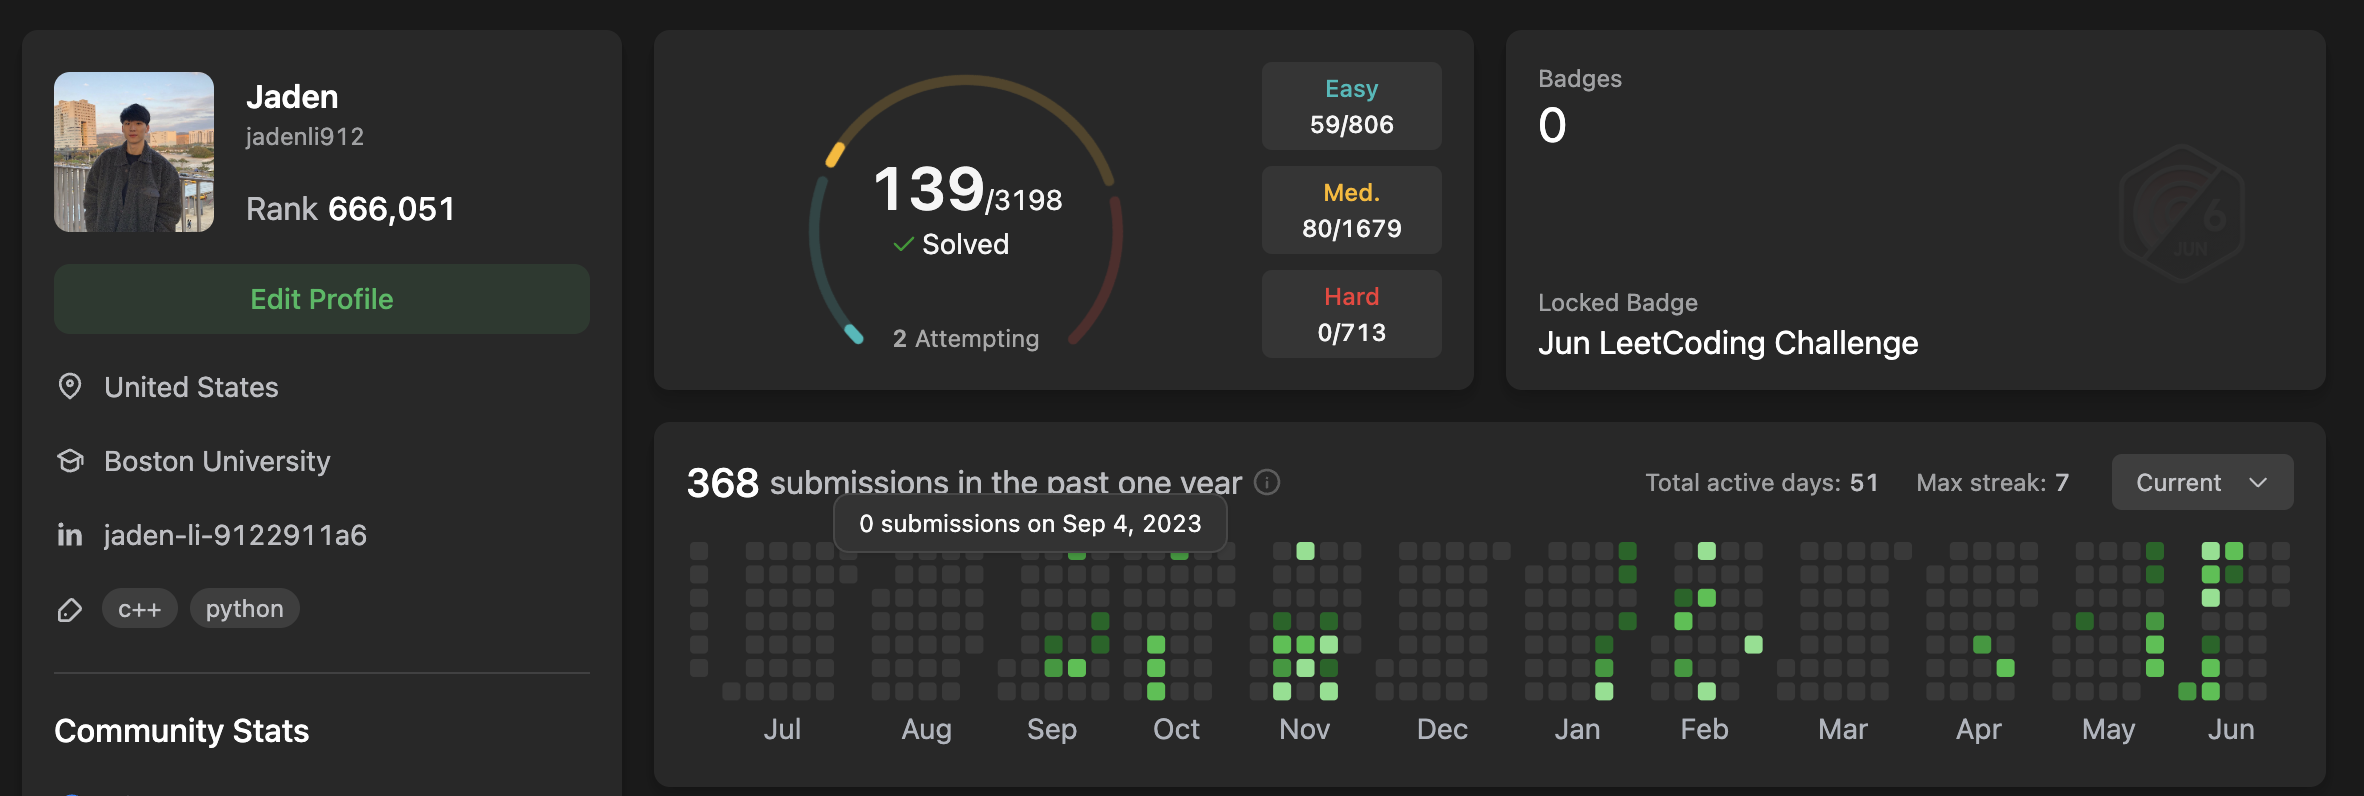 Jaden
jadenli912
Rank 666,051
Edit Profile
United States
Boston University
in jaden-li-9122911a6
c++ python
Community Stats
139/3198
Solved
2 Attempting
Easy
59/806
Med.
80/1679
Hard
0/713
Badges
0
6
JUN
Locked Badge
Jun LeetCoding Challenge
368 submissions in the past one year
Total active days: 51 Max streak: 7 Current
0 submissions on Sep 4, 2023
Jul Aug Sep Oct Nov Dec Jan Feb Mar Apr May Jun